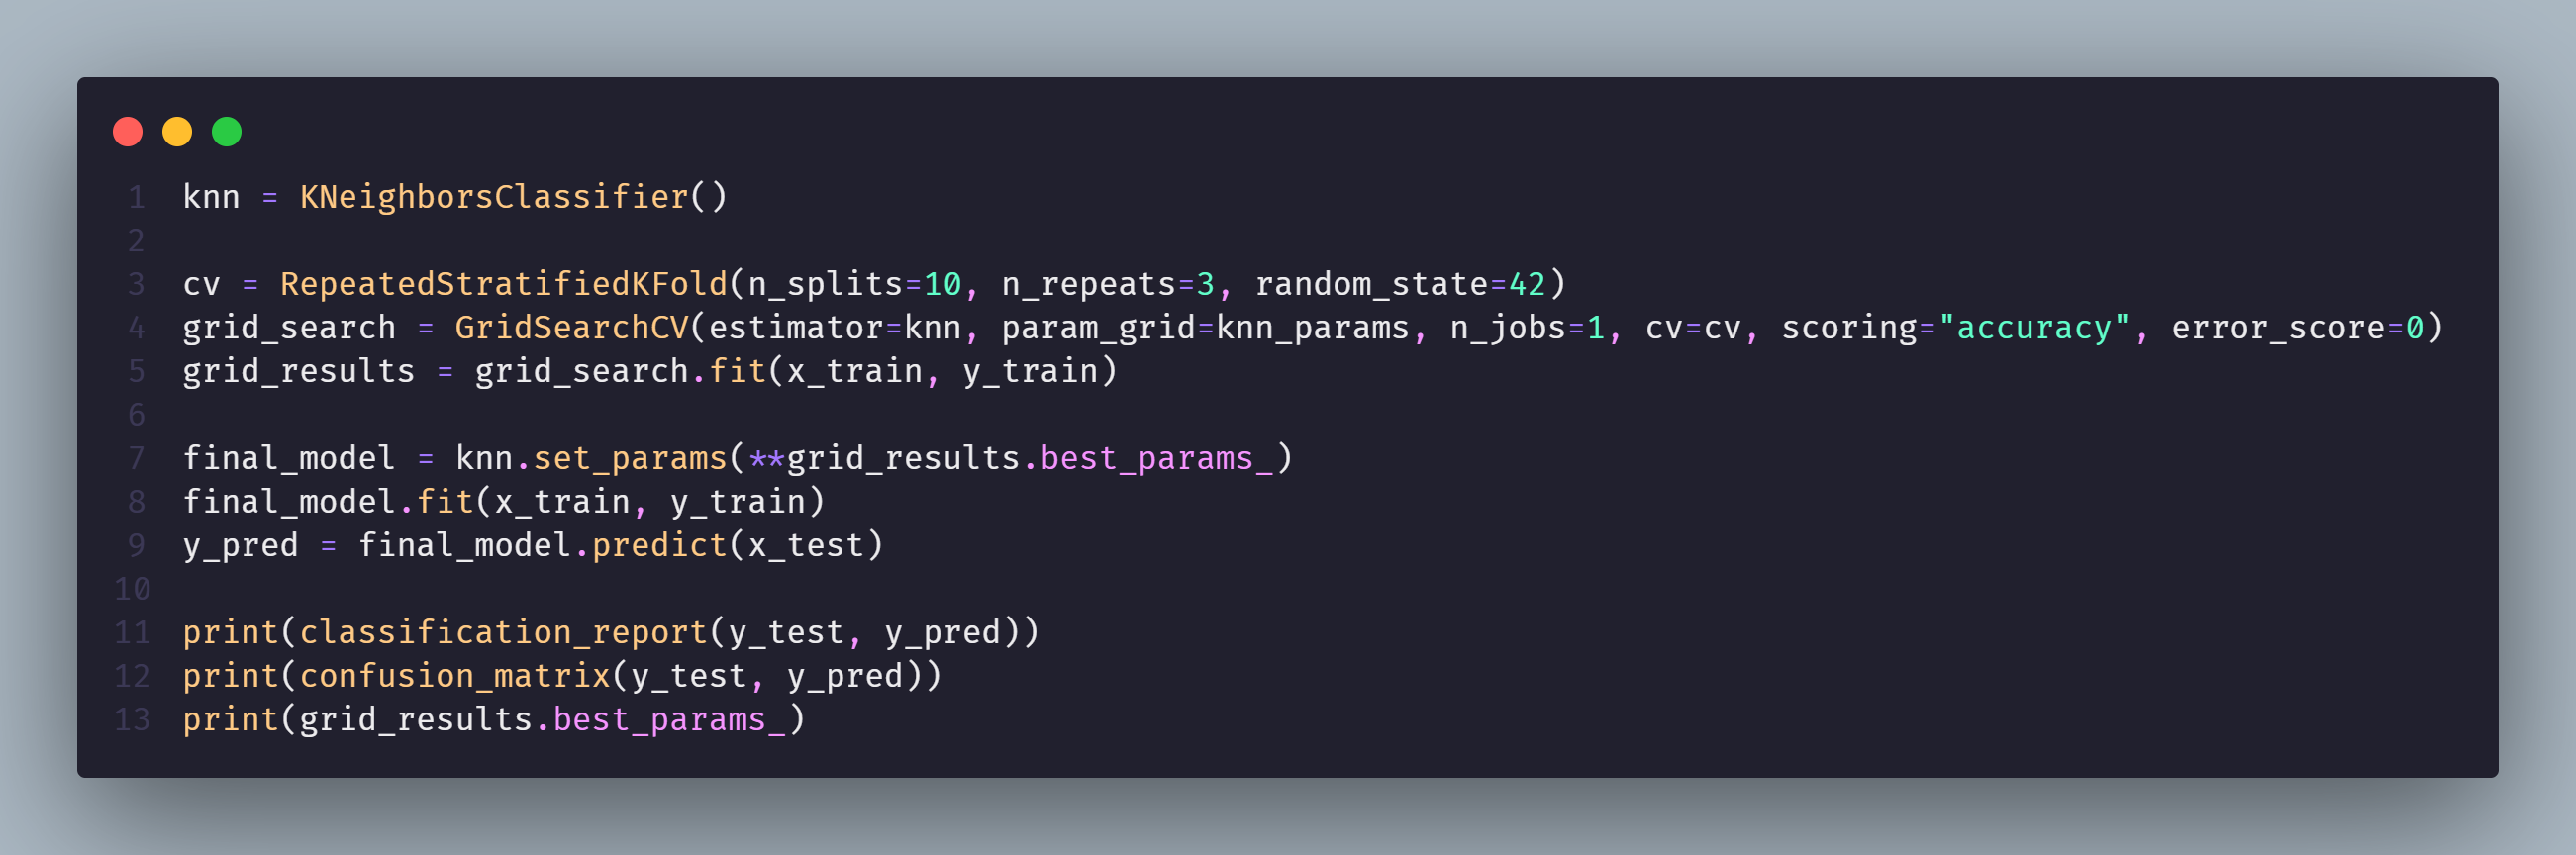 1 knn = KNeighborsClassifier()
2
3 cv = RepeatedStratifiedKFold(n_splits=10, n_repeats=3, random_state=42)
4 grid_search = GridSearchCV(estimator=knn, param_grid=knn_params, n_jobs=1, cv=cv, scoring="accuracy", error_score=0)
5 grid_results = grid_search.fit(x_train, y_train)
6
7 final_model = knn.set_params(**grid_results.best_params_)
8 final_model.fit(x_train, y_train)
9 y_pred = final_model.predict(x_test)
10
11 print(classification_report(y_test, y_pred))
12 print(confusion_matrix(y_test, y_pred))
13 print(grid_results.best_params_)